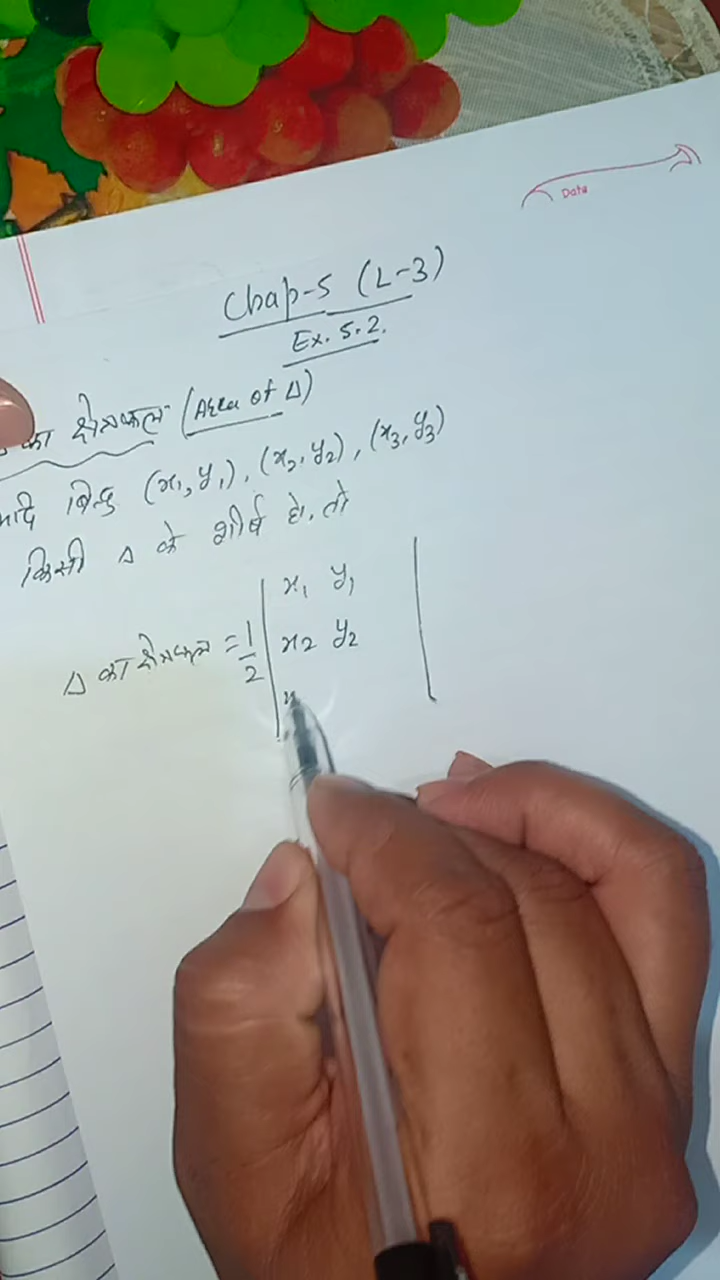 Data
Chap-5 (L-3)
Ex. 5.2.
का क्षेत्रफल (Area of Δ)
यदि बिन्दु (x₁, y₁), (x₂, y₂), (x₃, y₃)
किसी Δ के शीर्ष हो, तो
Δ का क्षेत्रफल = 1/2 | x₁ y₁ |
x₂ y₂
x